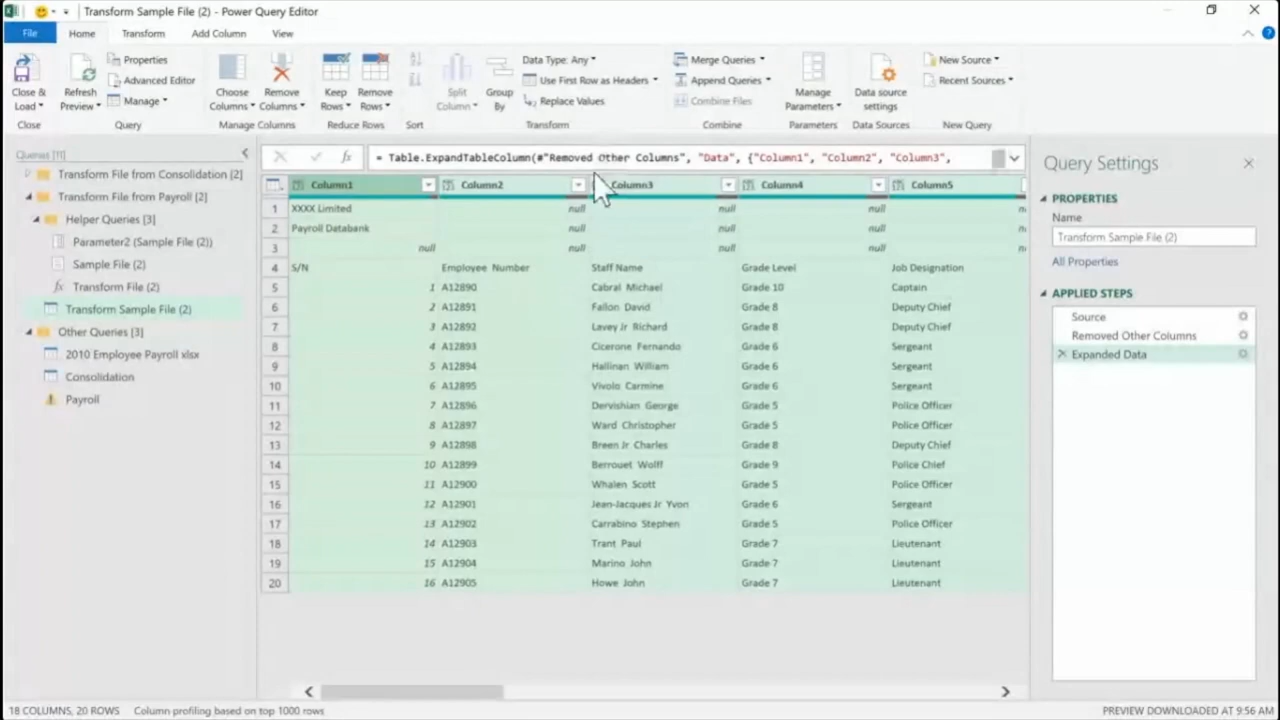 Transform Sample File (2) - Power Query Editor
File Home Transform Add Column View
Close & Load
Close
Refresh Preview
Properties
Advanced Editor
Manage
Query
Choose Columns
Remove Columns
Manage Columns
Keep Rows
Remove Rows
Reduce Rows
Sort
Split Column
Group By
Data Type: Any
Use First Row as Headers
Replace Values
Transform
Merge Queries
Append Queries
Combine Files
Combine
Manage Parameters
Parameters
Data source settings
Data Sources
New Source
Recent Sources
New Query
Queries [11]
Transform File from Consolidation [2]
Transform File from Payroll [2]
Helper Queries [3]
Parameter2 (Sample File (2))
Sample File (2)
Transform File (2)
Transform Sample File (2)
Other Queries [3]
2010 Employee Payroll xlsx
Consolidation
Payroll
fx = Table.ExpandTableColumn(#"Removed Other Columns", "Data", {"Column1", "Column2", "Column3",
Column1 Column2 Column3 Column4 Column5
1 XXXX Limited null null null
2 Payroll Databank null null null
3 null null null null
4 S/N Employee Number Staff Name Grade Level Job Designation
5 1 A12890 Cabral Michael Grade 10 Captain
6 2 A12891 Fallon David Grade 8 Deputy Chief
7 3 A12892 Lavey Jr Richard Grade 8 Deputy Chief
8 4 A12893 Cicerone Fernando Grade 6 Sergeant
9 5 A12894 Hallinan William Grade 6 Sergeant
10 6 A12895 Vivolo Carmine Grade 6 Sergeant
11 7 A12896 Dervishian George Grade 5 Police Officer
12 8 A12897 Ward Christopher Grade 5 Police Officer
13 9 A12898 Breen Jr Charles Grade 8 Deputy Chief
14 10 A12899 Berrouet Wolff Grade 9 Police Chief
15 11 A12900 Whalen Scott Grade 5 Police Officer
16 12 A12901 Jean-Jacques Jr Yvon Grade 6 Sergeant
17 13 A12902 Carrabino Stephen Grade 5 Police Officer
18 14 A12903 Trant Paul Grade 7 Lieutenant
19 15 A12904 Marino John Grade 7 Lieutenant
20 16 A12905 Howe John Grade 7 Lieutenant
Query Settings
PROPERTIES
Name
Transform Sample File (2)
All Properties
APPLIED STEPS
Source
Removed Other Columns
Expanded Data
18 COLUMNS, 20 ROWS Column profiling based on top 1000 rows
PREVIEW DOWNLOADED AT 9:56 AM